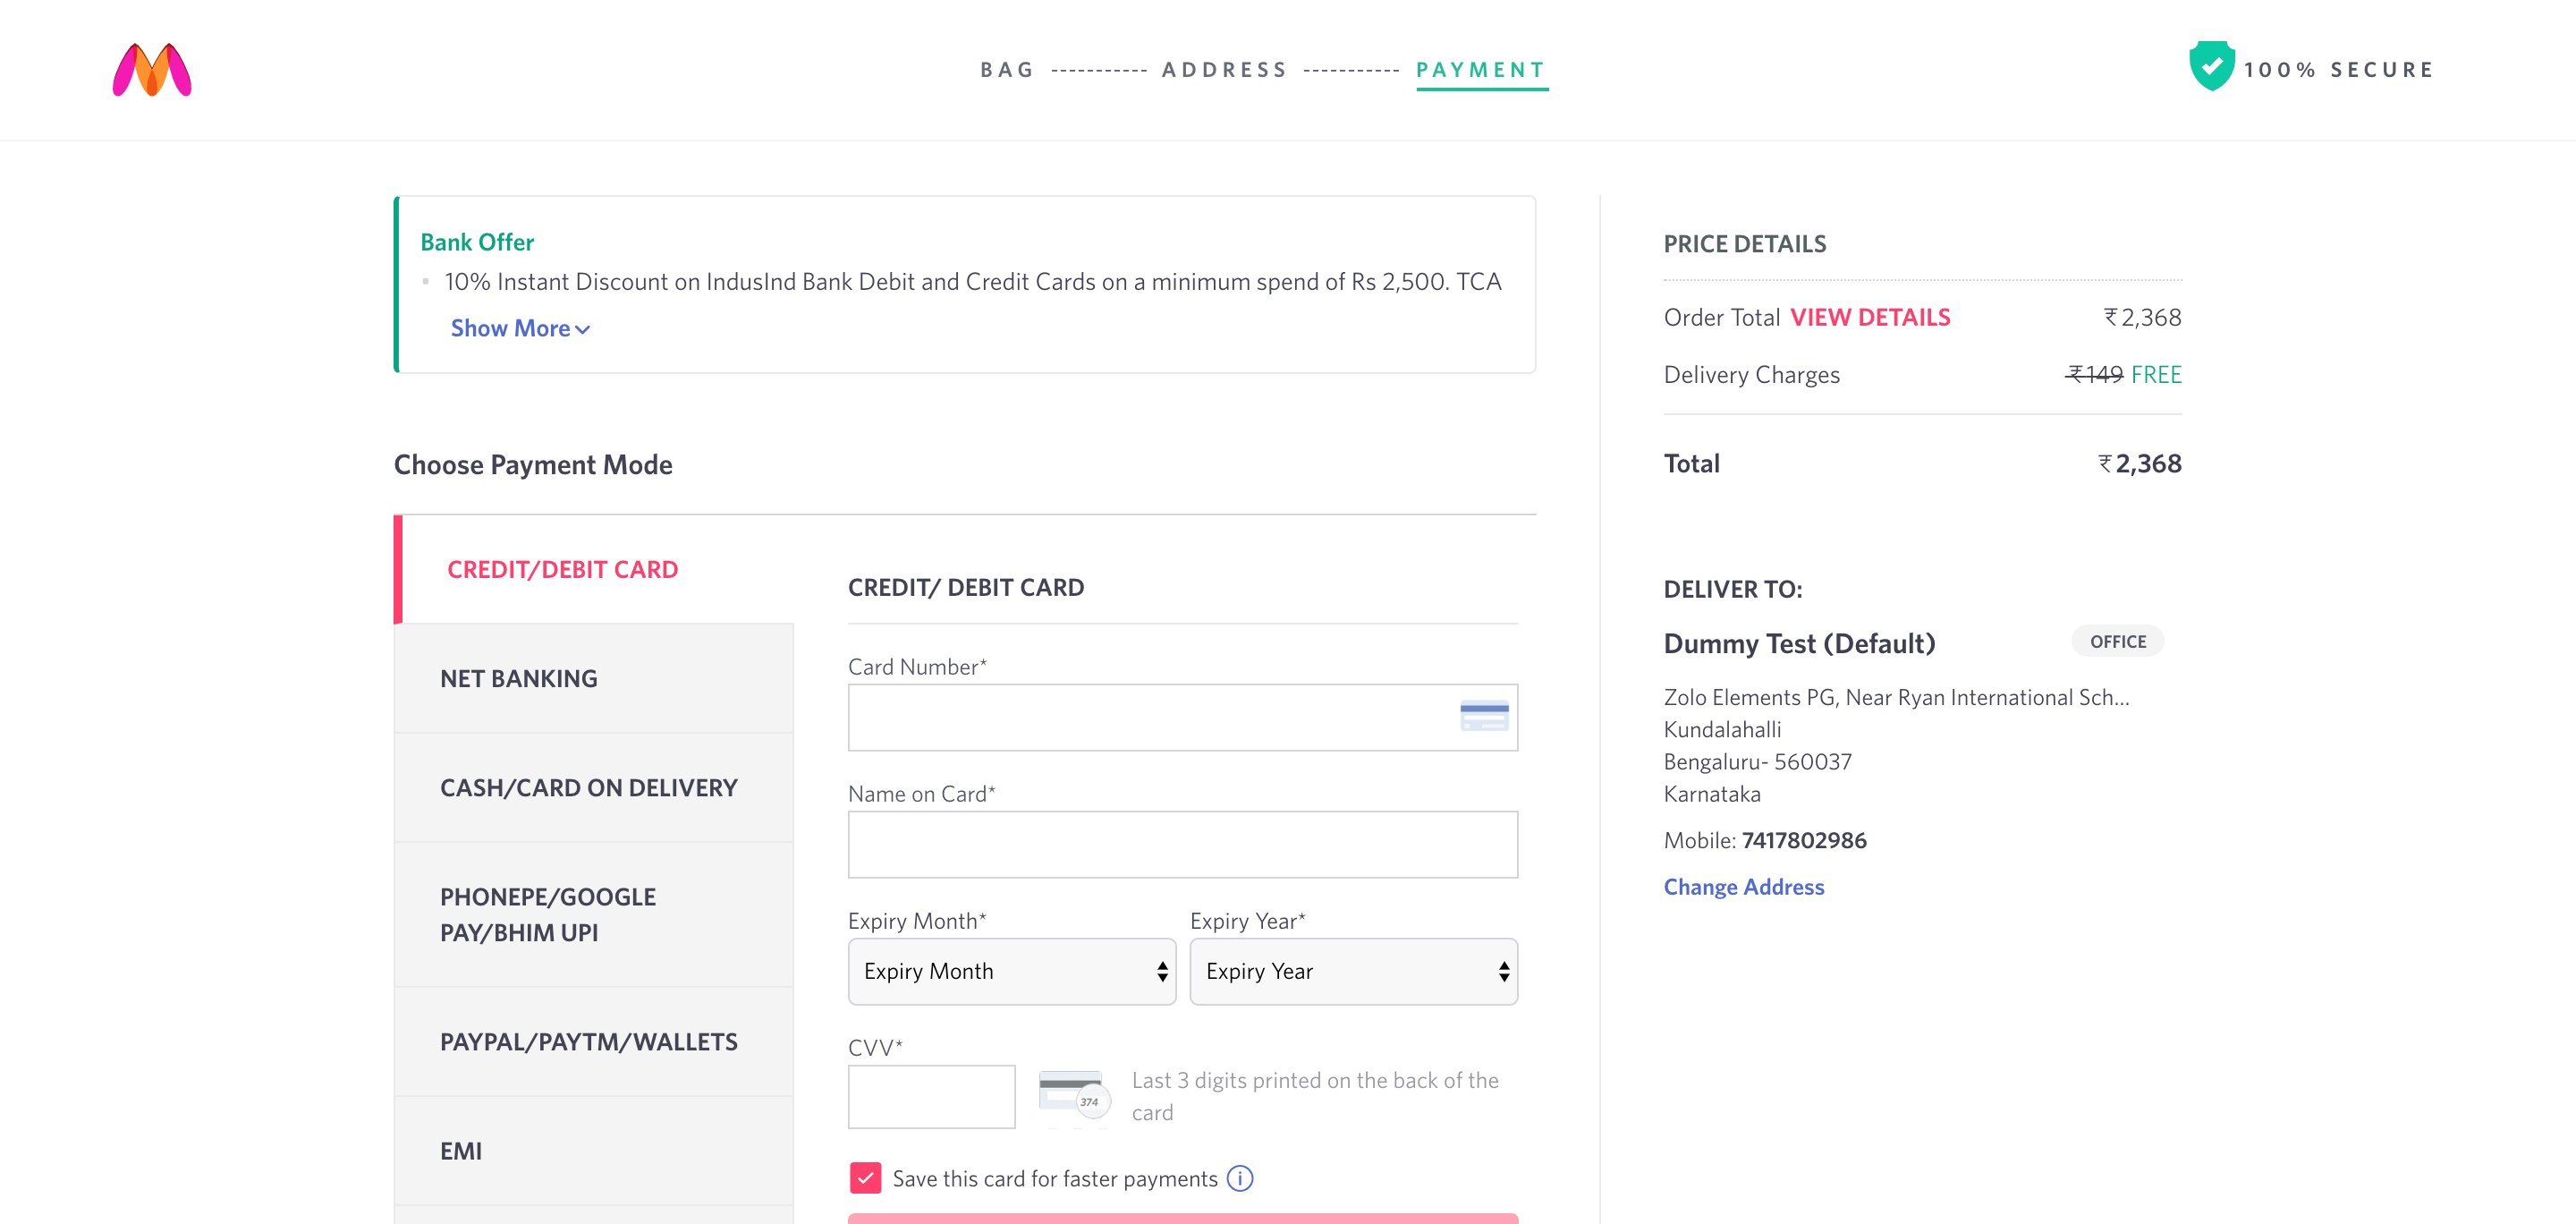 BAG ----------- ADDRESS ----------- PAYMENT
100% SECURE
Bank Offer
10% Instant Discount on IndusInd Bank Debit and Credit Cards on a minimum spend of Rs 2,500. TCA
Show More
Choose Payment Mode
CREDIT/DEBIT CARD
NET BANKING
CASH/CARD ON DELIVERY
PHONEPE/GOOGLE
PAY/BHIM UPI
PAYPAL/PAYTM/WALLETS
EMI
CREDIT/ DEBIT CARD
Card Number*
Name on Card*
Expiry Month* Expiry Year*
Expiry Month Expiry Year
CVV*
374
Last 3 digits printed on the back of the
card
Save this card for faster payments
PRICE DETAILS
Order Total VIEW DETAILS ₹2,368
Delivery Charges ₹149 FREE
Total ₹2,368
DELIVER TO:
Dummy Test (Default) OFFICE
Zolo Elements PG, Near Ryan International Sch...
Kundalahalli
Bengaluru- 560037
Karnataka
Mobile: 7417802986
Change Address